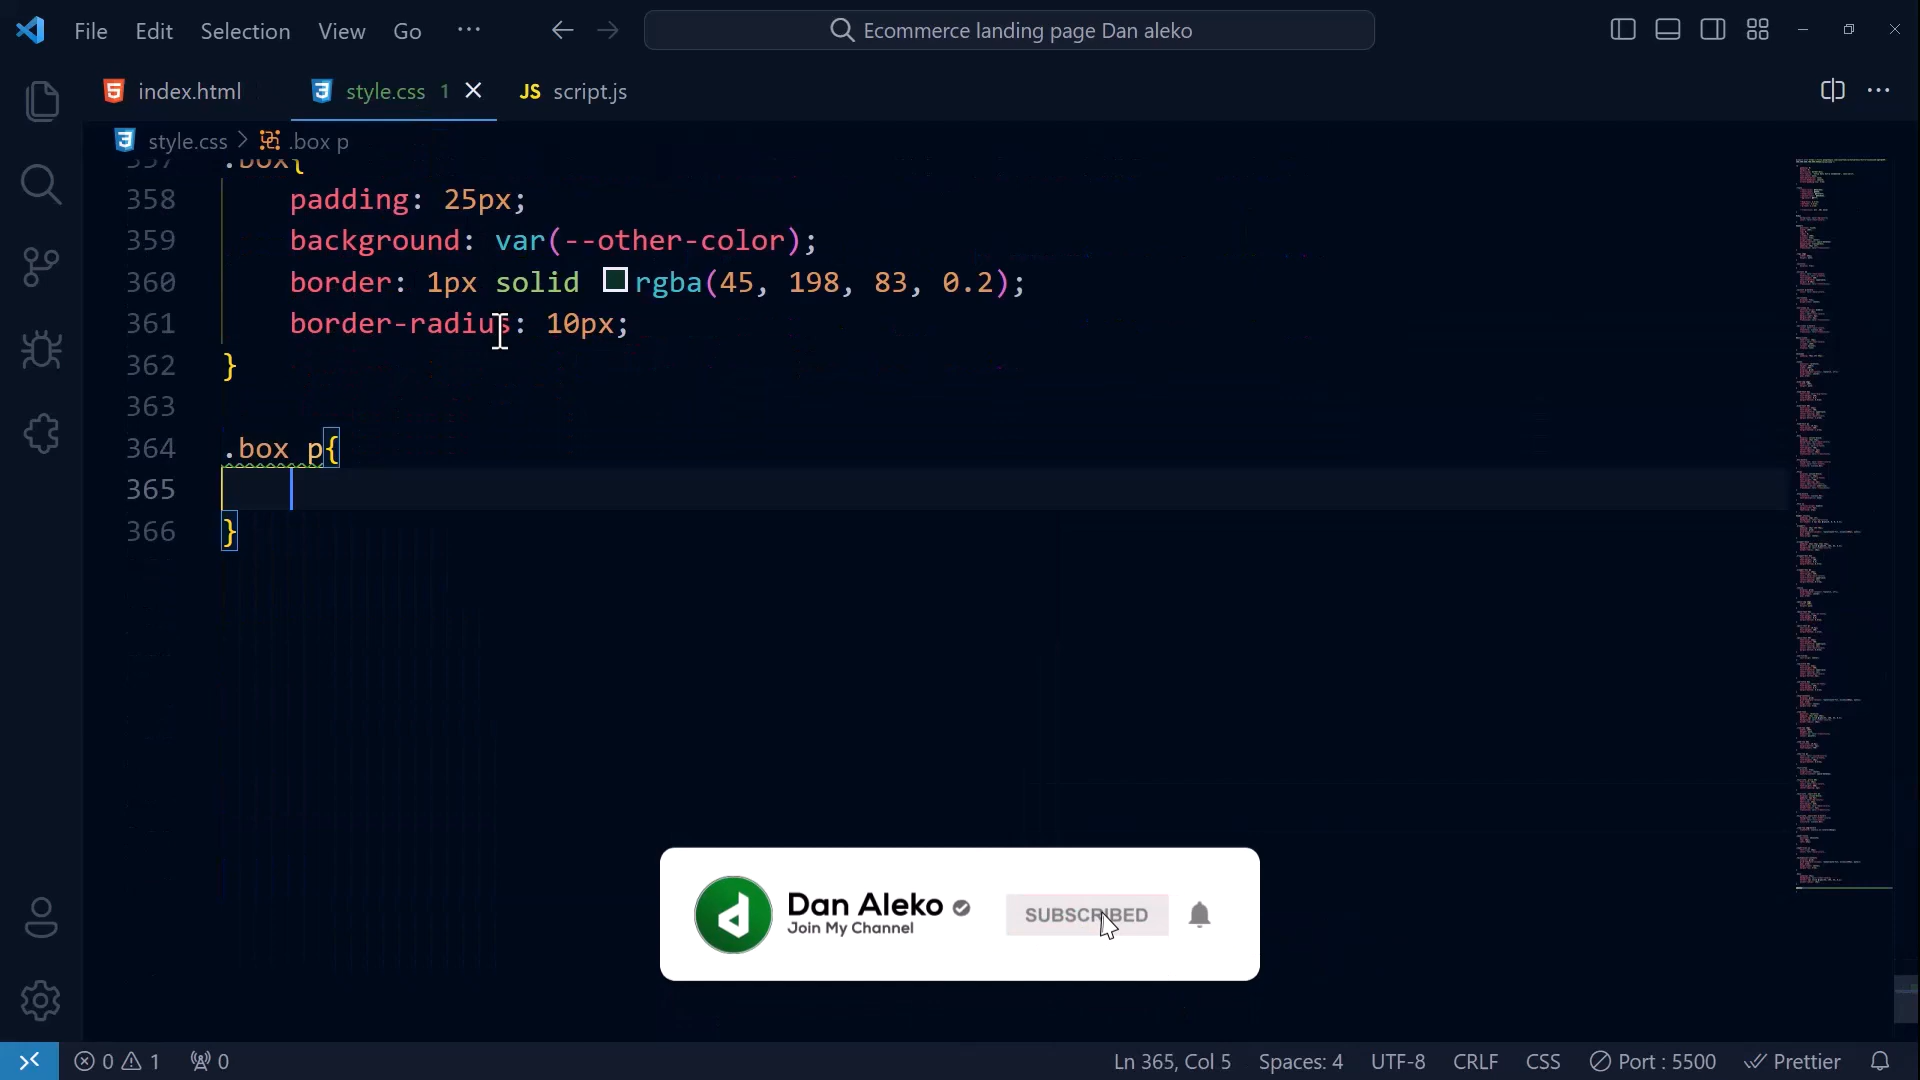 File Edit Selection View Go ···
Ecommerce landing page Dan aleko
index.html
style.css 1
JS script.js
style.css > .box p
357 .box{
358 padding: 25px;
359 background: var(--other-color);
360 border: 1px solid rgba(45, 198, 83, 0.2);
361 border-radius: 10px;
362 }
363
364 .box p{
365
366 }
Dan Aleko
Join My Channel
SUBSCRIBED
0 1 0
Ln 365, Col 5 Spaces: 4 UTF-8 CRLF CSS Port : 5500 Prettier